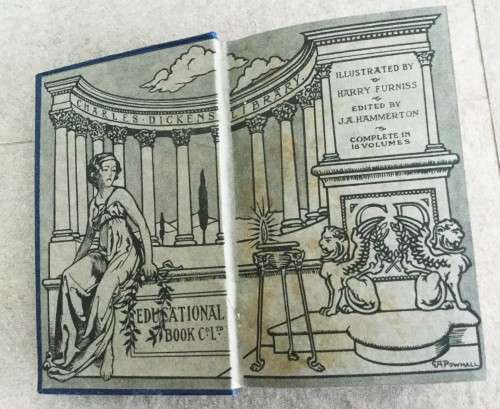 CHARLES · DICKENS LIBRARY
ILLUSTRATED BY
HARRY FURNISS
EDITED BY
J.A. HAMMERTON
COMPLETE IN
18 VOLUMES
EDUCATIONAL
BOOK Cº Lᵀᴰ
GA POWNALL